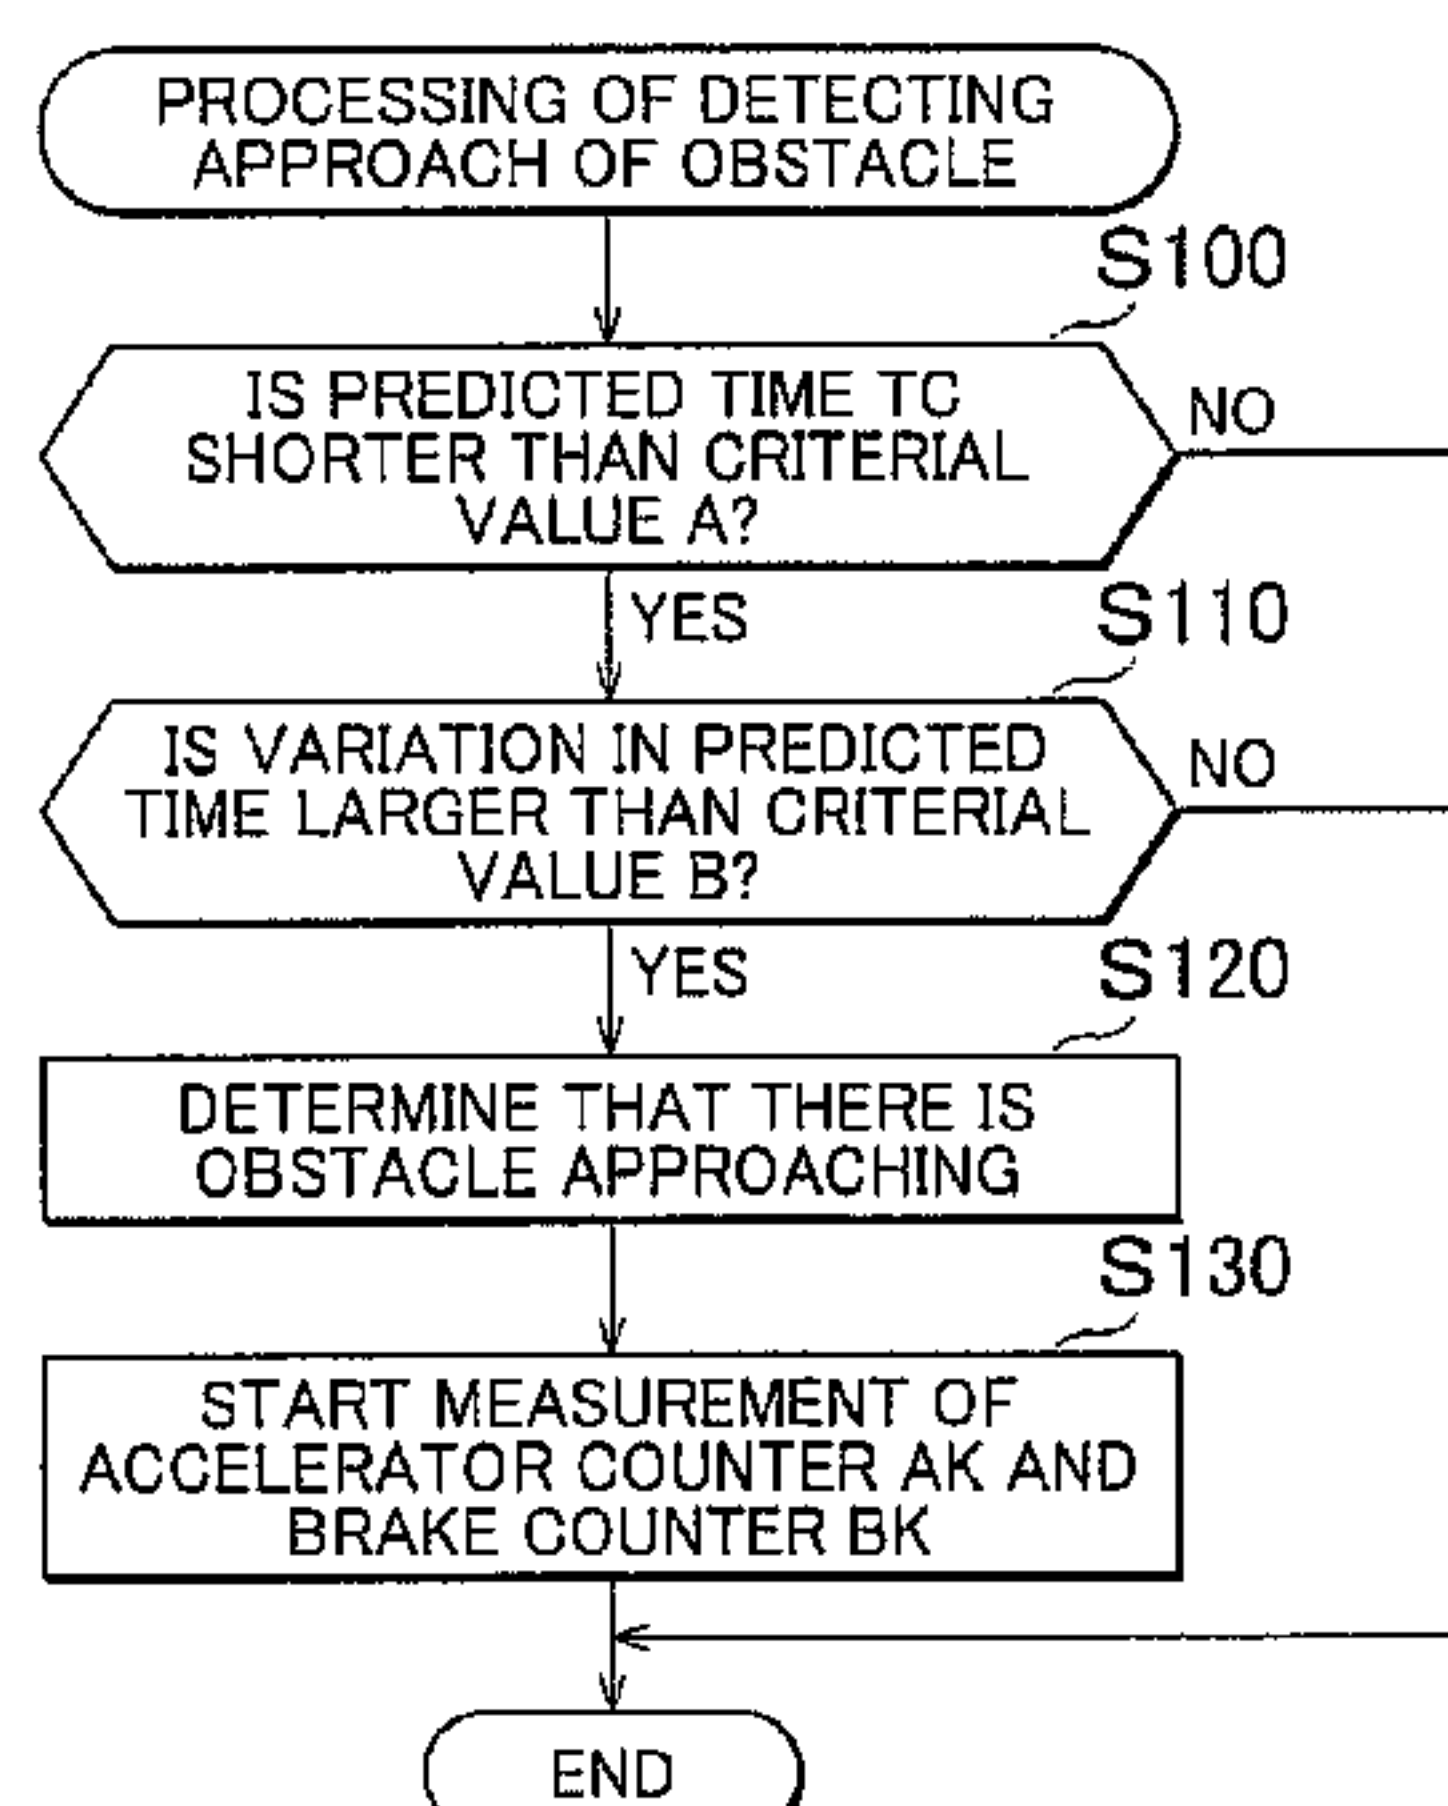 PROCESSING OF DETECTING
APPROACH OF OBSTACLE
S100
IS PREDICTED TIME TC
SHORTER THAN CRITERIAL
VALUE A?
NO
YES
S110
IS VARIATION IN PREDICTED
TIME LARGER THAN CRITERIAL
VALUE B?
NO
YES
S120
DETERMINE THAT THERE IS
OBSTACLE APPROACHING
S130
START MEASUREMENT OF
ACCELERATOR COUNTER AK AND
BRAKE COUNTER BK
END